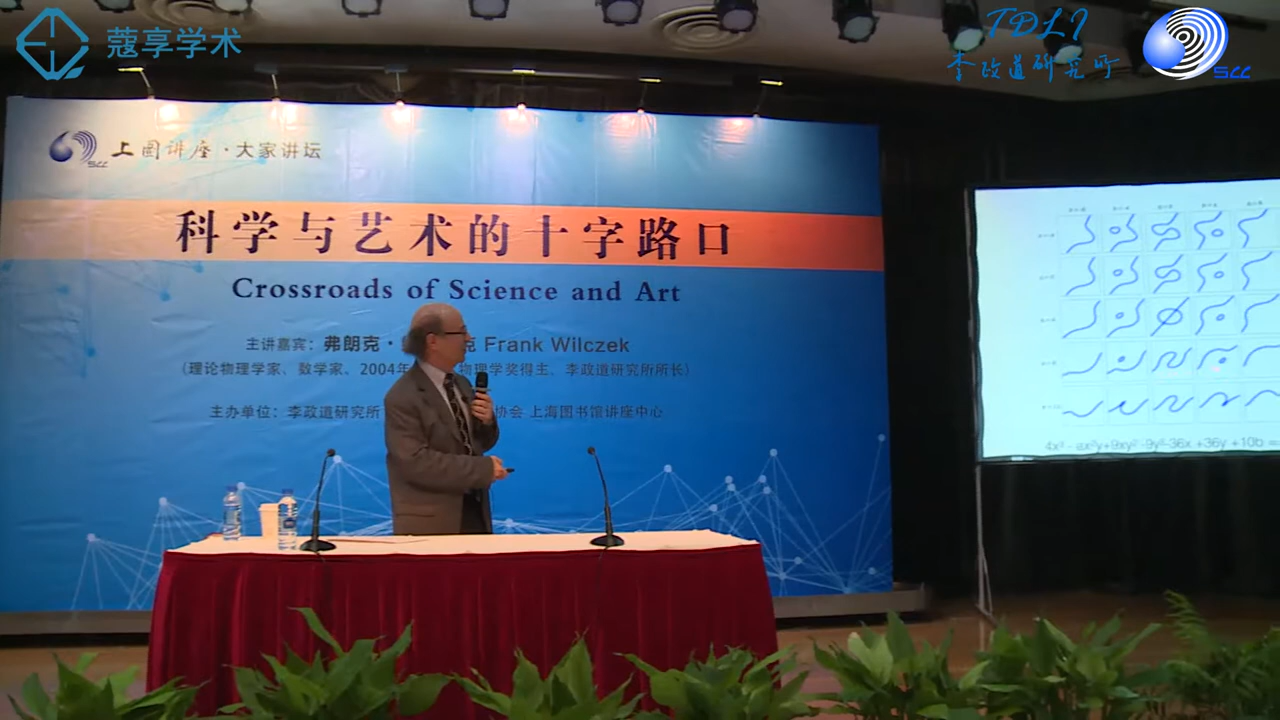 蔻享学术
TDLI
李政道研究所
SCC
SCC
上图讲座·大家讲坛
科学与艺术的十字路口
Crossroads of Science and Art
主讲嘉宾：弗朗克· 克 Frank Wilczek
（理论物理学家、数学家、2004年 物理学奖得主、李政道研究所所长）
主办单位：李政道研究所 协会 上海图书馆讲座中心